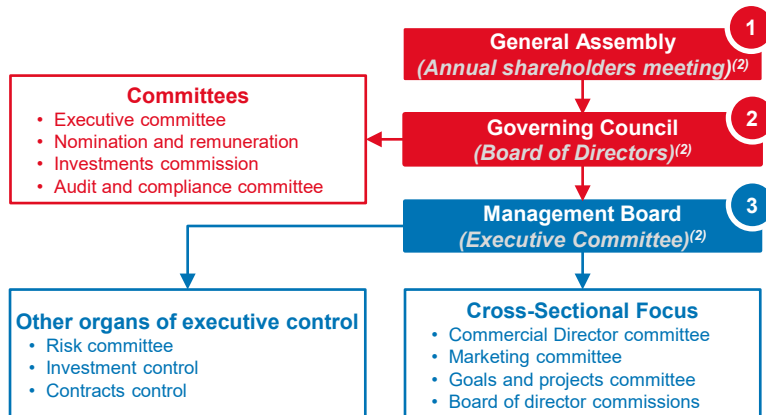 1
General Assembly
(Annual shareholders meeting)(2)
Committees
• Executive committee
• Nomination and remuneration
• Investments commission
• Audit and compliance committee
2
Governing Council
(Board of Directors)(2)
3
Management Board
(Executive Committee)(2)
Other organs of executive control
• Risk committee
• Investment control
• Contracts control
Cross-Sectional Focus
• Commercial Director committee
• Marketing committee
• Goals and projects committee
• Board of director commissions